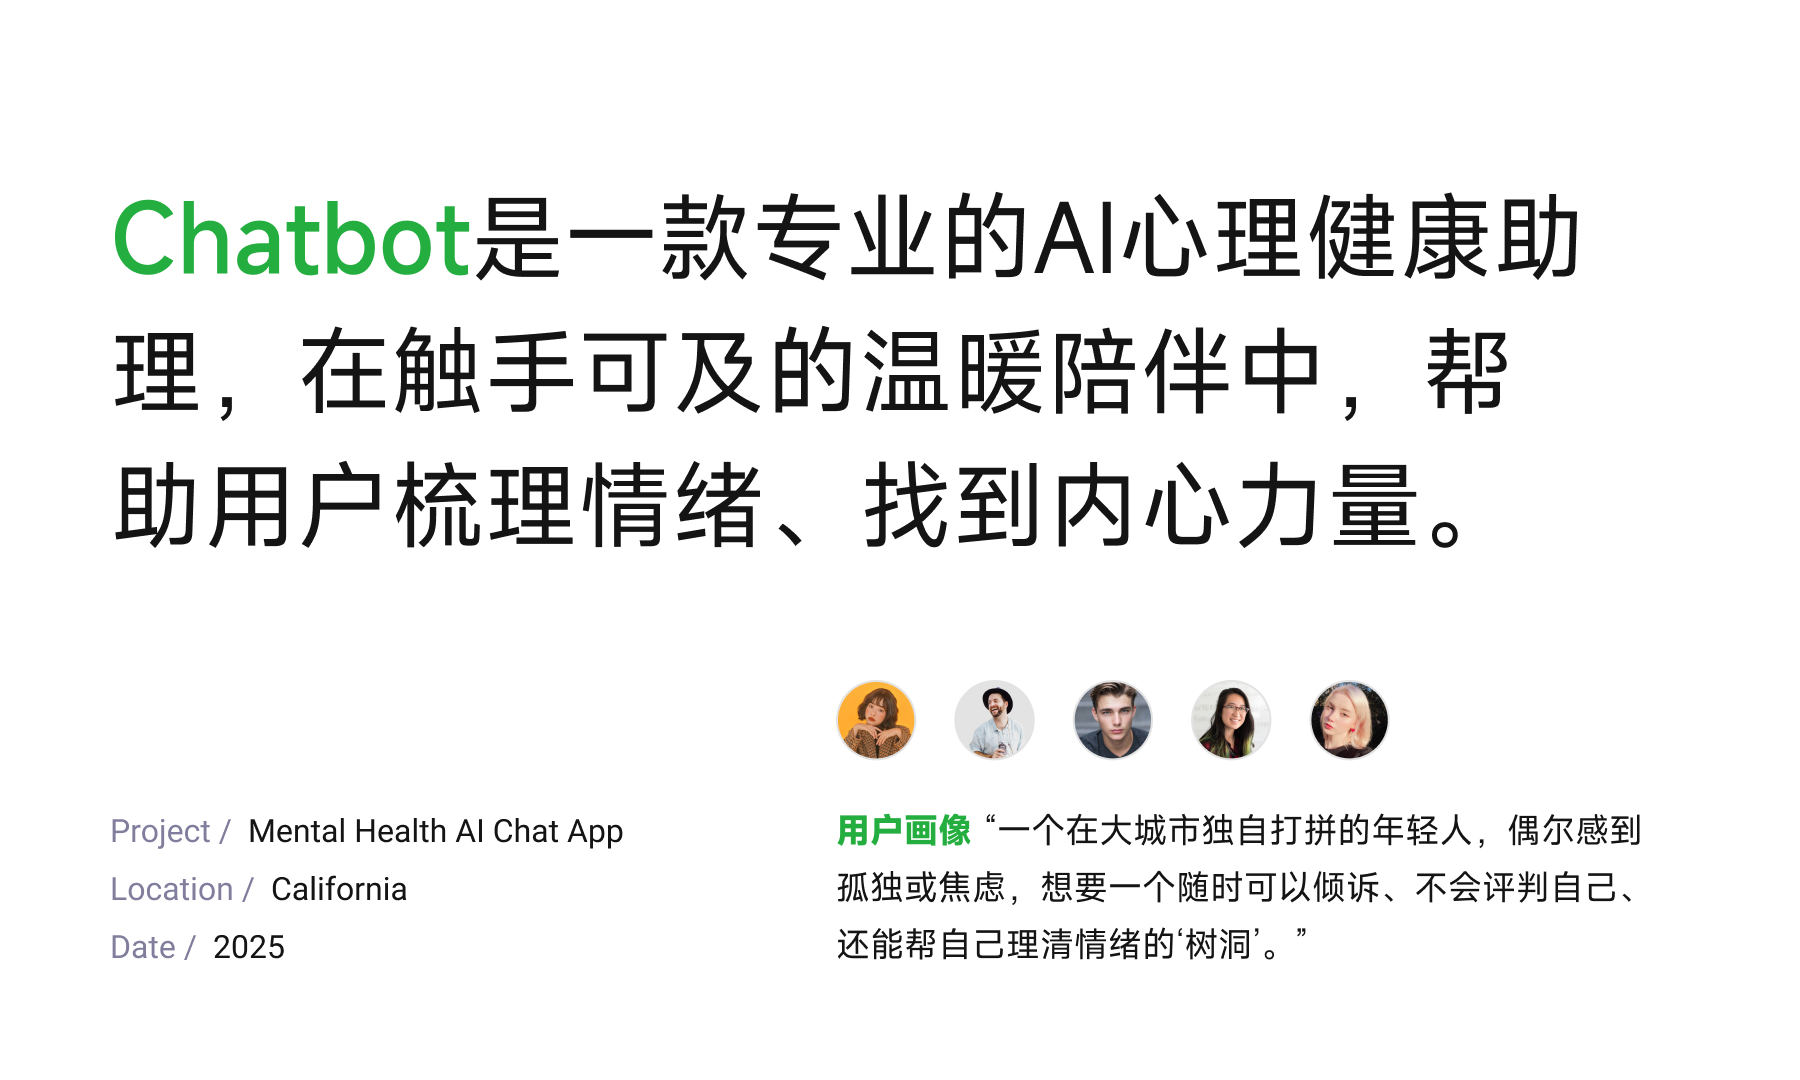 Chatbot是一款专业的AI心理健康助
理，在触手可及的温暖陪伴中，帮
助用户梳理情绪、找到内心力量。
Project / Mental Health AI Chat App
Location / California
Date / 2025
用户画像 “一个在大城市独自打拼的年轻人，偶尔感到
孤独或焦虑，想要一个随时可以倾诉、不会评判自己、
还能帮自己理清情绪的‘树洞’。”